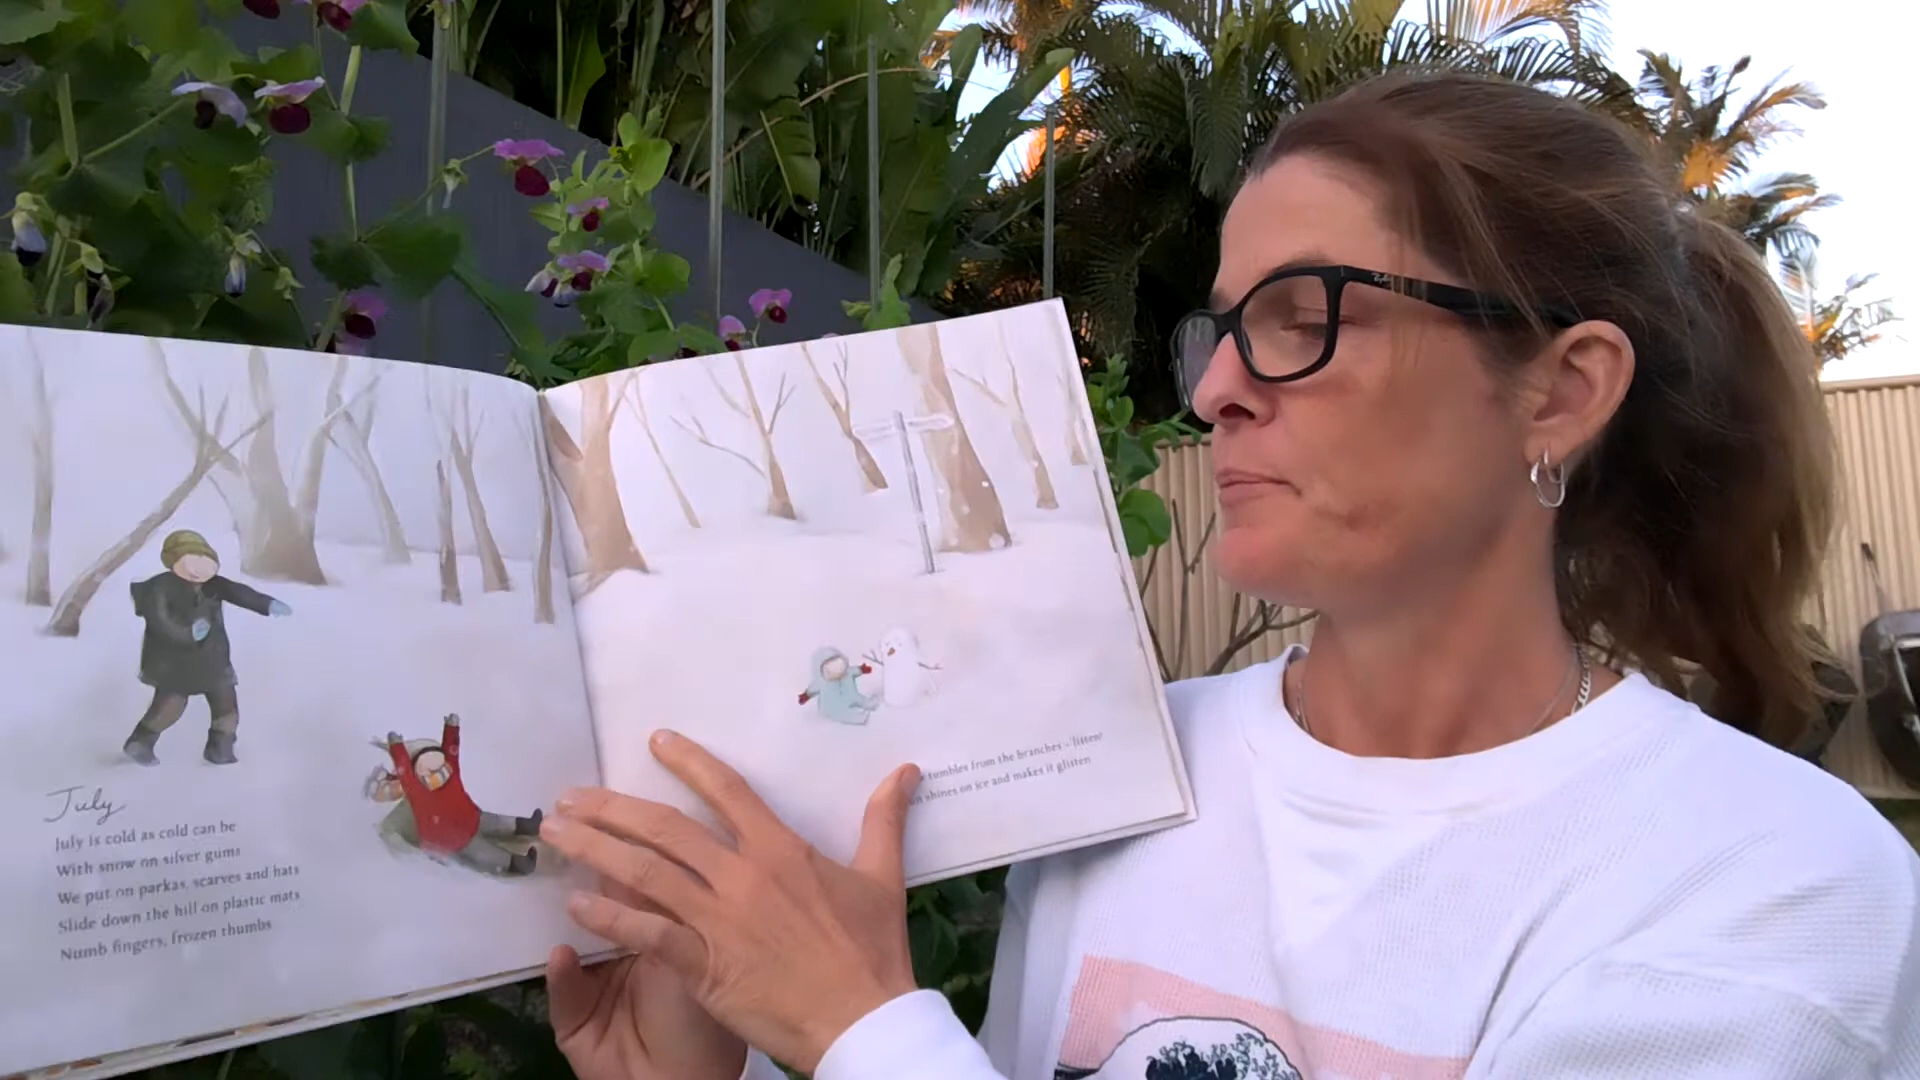 July
July is cold as cold can be
With snow on silver gums
We put on parkas, scarves and hats
Slide down the hill on plastic mats
Numb fingers, frozen thumbs
tumbles from the branches – 'litten!
shines on ice and makes it glitten